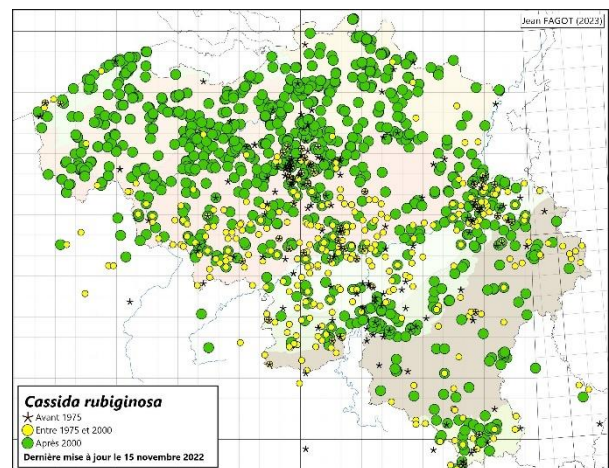 Jean FAGOT (2023)
Cassida rubiginosa
Avant 1975
Entre 1975 et 2000
Après 2000
Dernière mise à jour le 15 novembre 2022